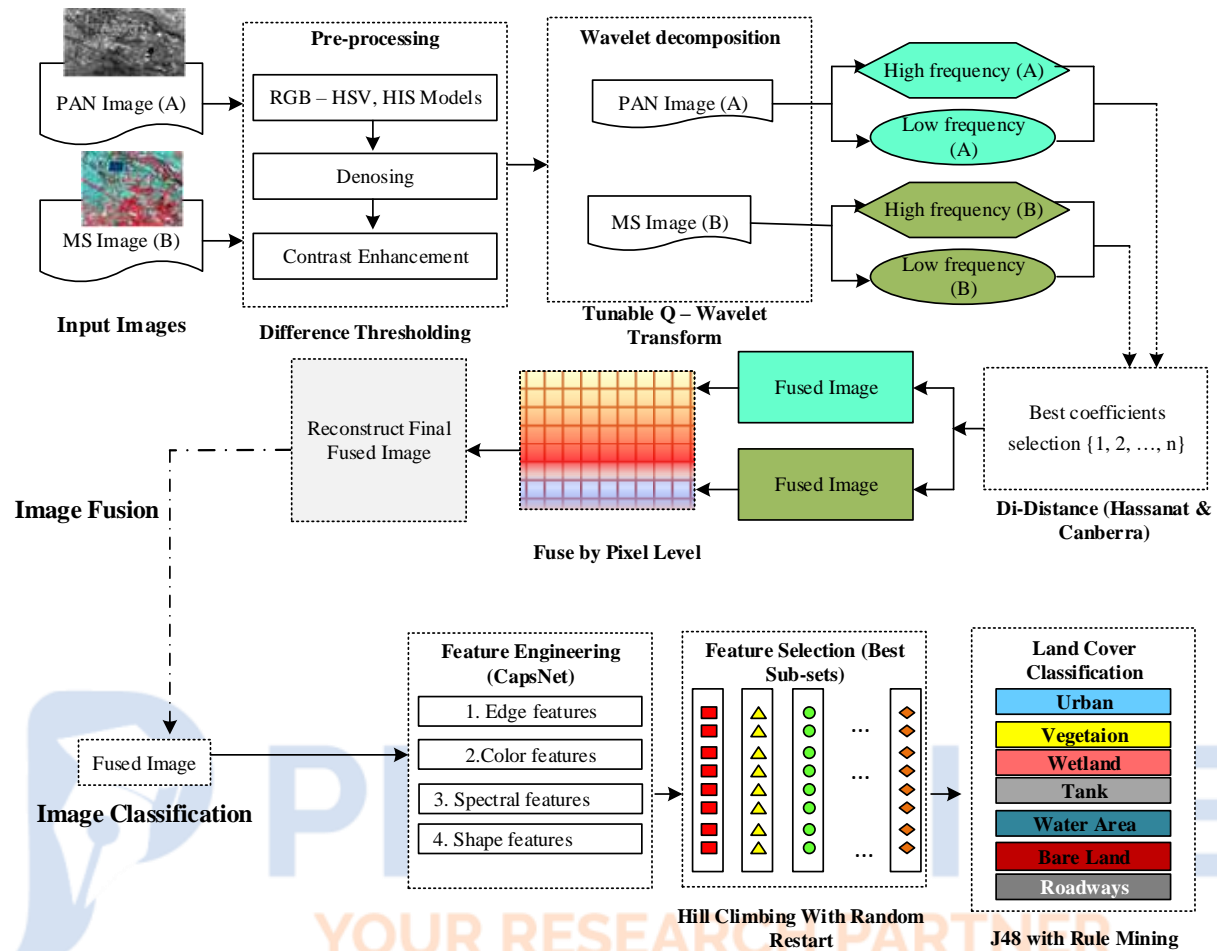 Pre-processing
Wavelet decomposition
PAN Image (A)
RGB – HSV, HIS Models
PAN Image (A)
High frequency (A)
Low frequency
(A)
Denosing
MS Image (B)
Contrast Enhancement
MS Image (B)
High frequency (B)
Low frequency
(B)
Input Images
Difference Thresholding
Tunable Q – Wavelet
Transform
Reconstruct Final
Fused Image
Fused Image
Fused Image
Best coefficients
selection {1, 2, …, n}
Image Fusion
Fuse by Pixel Level
Di-Distance (Hassanat &
Canberra)
Fused Image
Image Classification
Feature Engineering
(CapsNet)
1. Edge features
2.Color features
3. Spectral features
4. Shape features
Feature Selection (Best
Sub-sets)
...
...
...
Hill Climbing With Random
Restart
Land Cover
Classification
Urban
Vegetaion
Wetland
Tank
Water Area
Bare Land
Roadways
J48 with Rule Mining
YOUR RESEARCH PARTNER